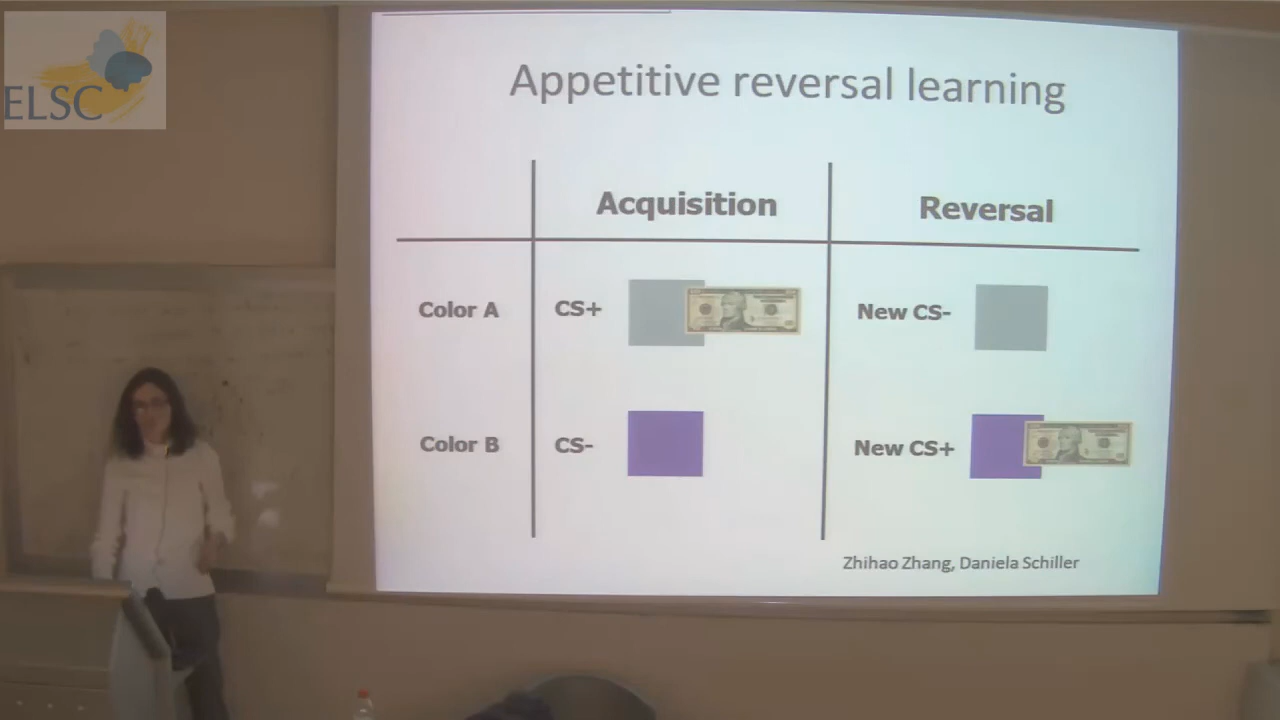 ELSC
Appetitive reversal learning
Acquisition Reversal
Color A CS+ New CS-
Color B CS- New CS+
Zhihao Zhang, Daniela Schiller